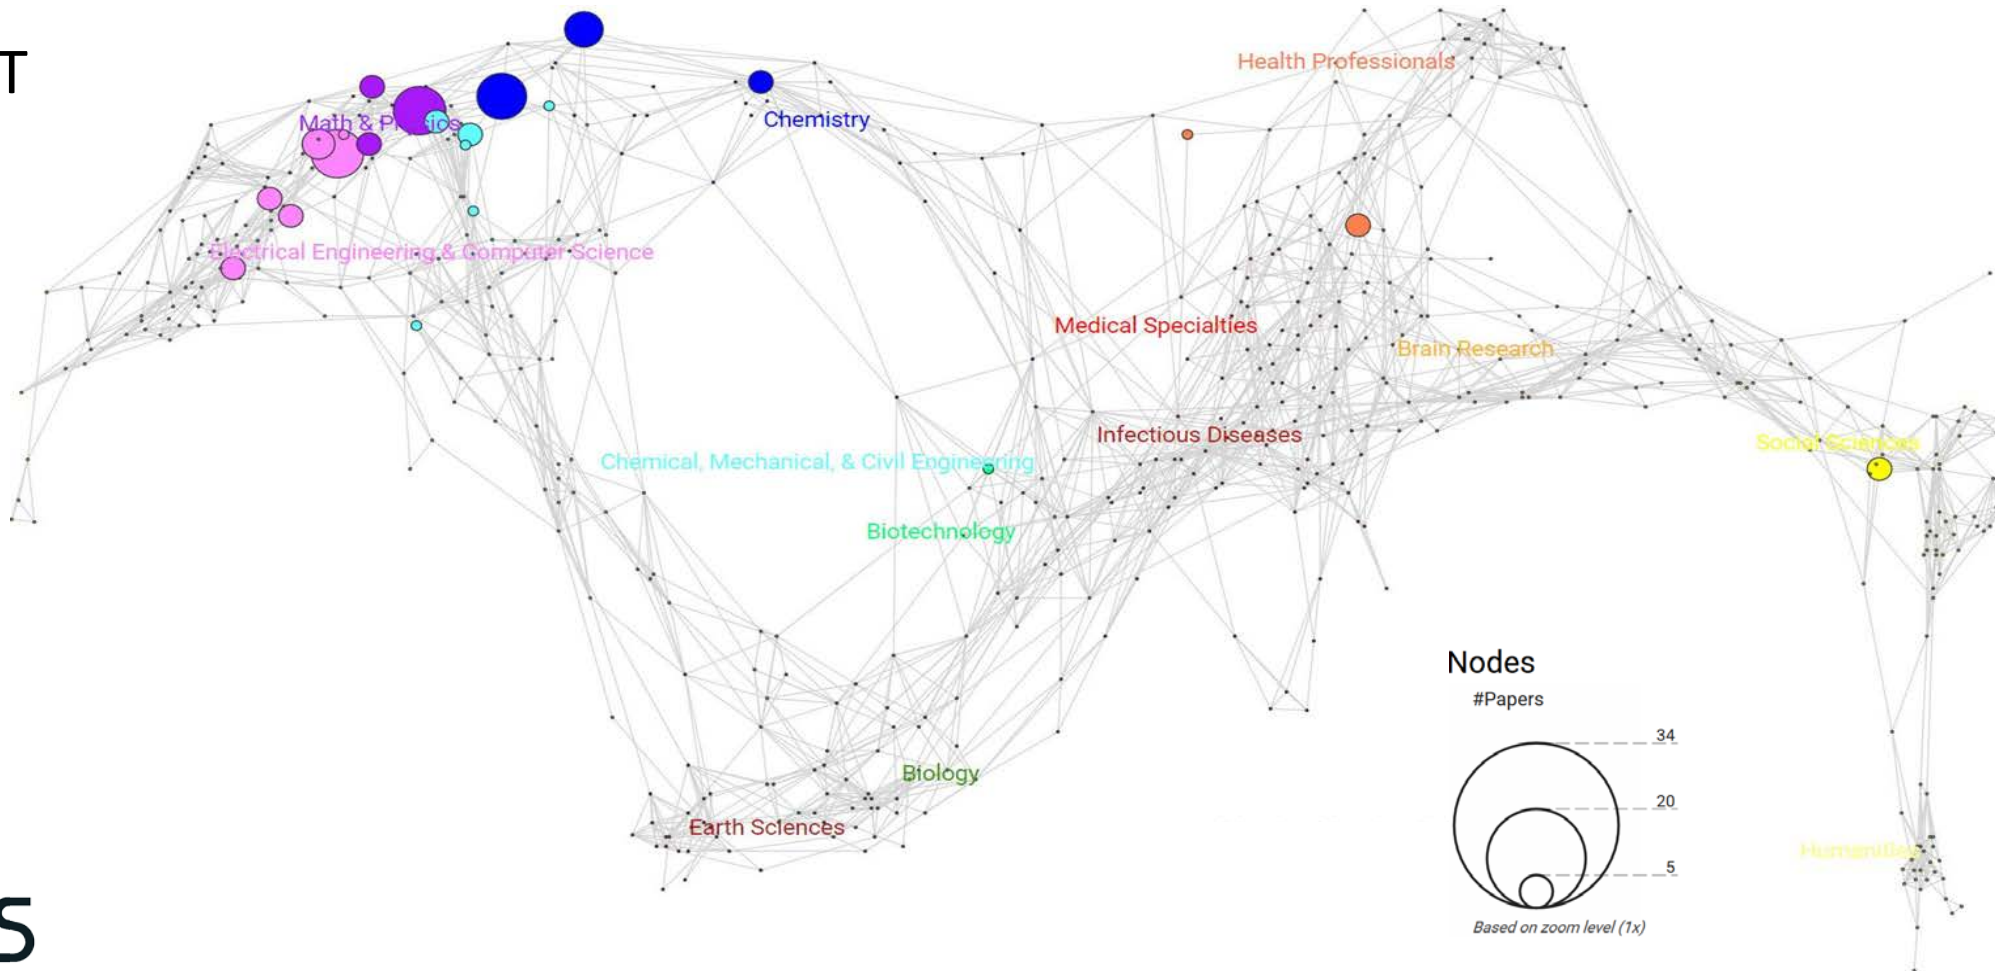 T
Health Professionals
Chemistry
Math & Physics
Electrical Engineering & Computer Science
Medical Specialties
Brain Research
Infectious Diseases
Social Sciences
Chemical, Mechanical, & Civil Engineering
Biotechnology
Nodes
#Papers
34
Biology
20
Earth Sciences
Humanities
5
S
Based on zoom level (1x)